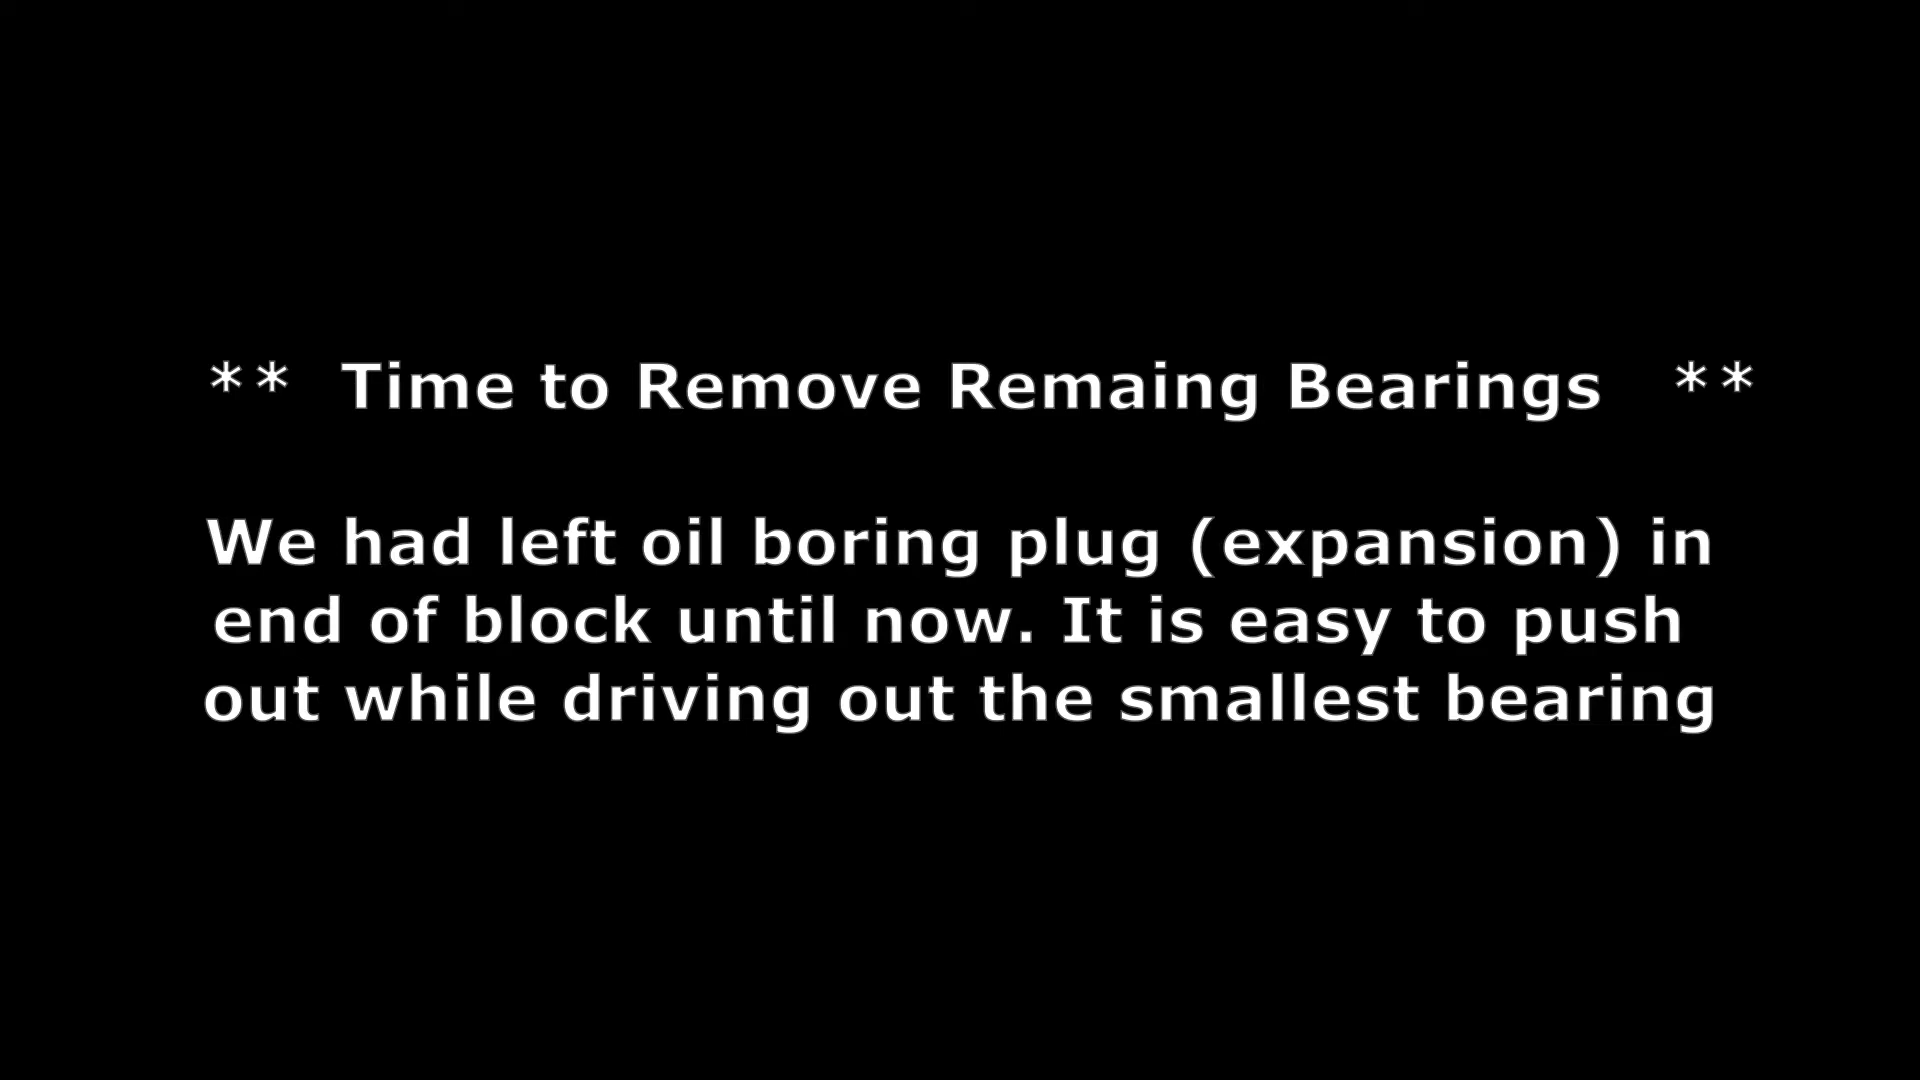 ** Time to Remove Remaing Bearings **
We had left oil boring plug (expansion) in
end of block until now. It is easy to push
out while driving out the smallest bearing